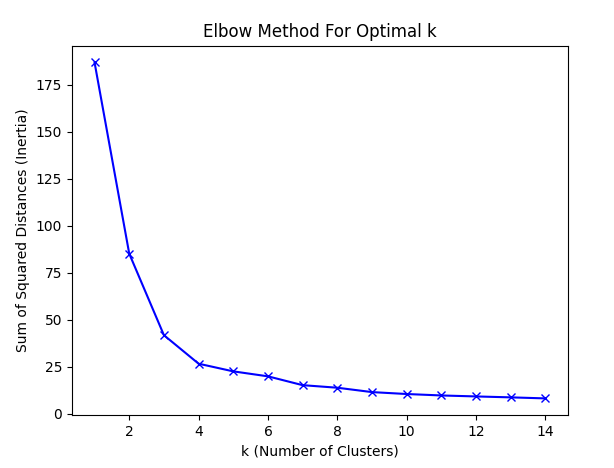 Elbow Method For Optimal k
Sum of Squared Distances (Inertia)
175
150
125
100
75
50
25
0
2 4 6 8 10 12 14
k (Number of Clusters)